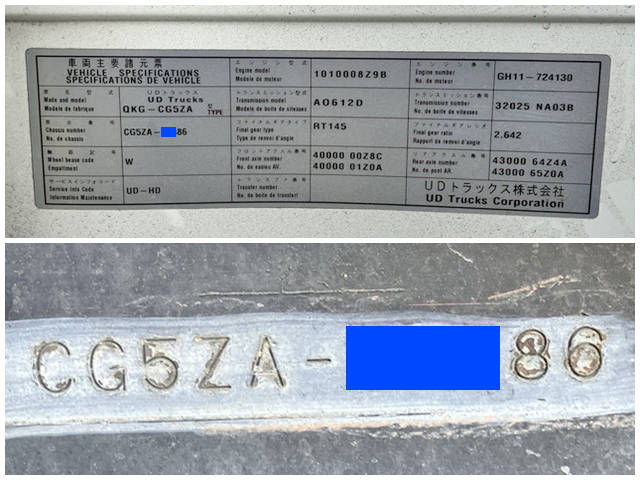 車両主要諸元票
VEHICLE SPECIFICATIONS
SPECIFICATIONS DE VEHICLE
車名型式
Made and model
Modele de fabrique
UDトラックス
UD Trucks
QKG-CG5ZA
型
TYPE
車台番号
Chassis number
No. de chassis
CG5ZA-
86
Wheel besee code
Empattement
W
サービスインフォコード
Service Info Code
Information Maintenance
UD-HD
エンジン型式
Engine model
Modele de moteur
1010008Z9B
トランスミッション型式
Transmission model
Modele de boite de vitesses
AO612D
ファイナルギアタイプ
Final gear type
Type de renvoi d'angle
RT145
フロントアクスル番号
Front axle number
No. de essieu AV.
40000 00Z8C
40000 01Z0A
トランスファ番号
Transfer number
No. de boite de transfert
エンジン番号
Engine number
No. de moteur
GH11-724130
トランスミッション番号
Transmission number
No. de boite de vitesses
32025 NA03B
ファイナルギアレシオ
Final gear ratio
Rapport de renvoi d'angle
2.642
リアアクスル番号
Rear axle number
No. de pont AR.
43000 64Z4A
43000 65Z0A
UDトラックス株式会社
UD Trucks Corporation
CG5ZA-
86